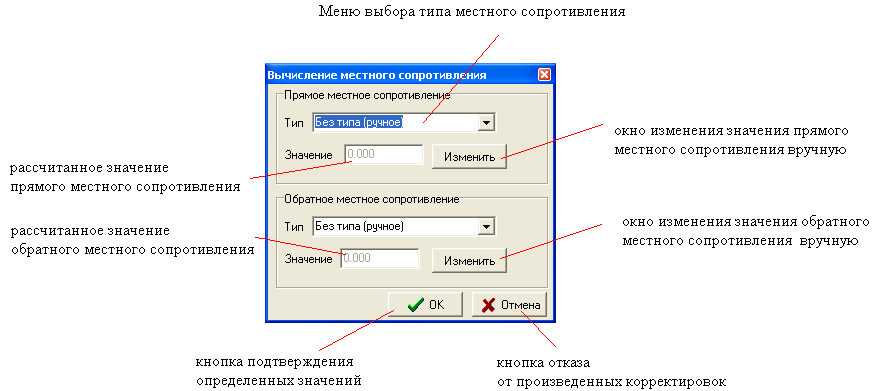 Меню выбора типа местного сопротивления
Вычисление местного сопротивления
Прямое местное сопротивление
Тип Без типа (ручное)
Значение 0.000 Изменить
окно изменения значения прямого
местного сопротивления вручную
рассчитанное значение
прямого местного сопротивления
Обратное местное сопротивление
Тип Без типа (ручное)
Значение 0.000 Изменить
окно изменения значения обратного
местного сопротивления вручную
рассчитанное значение
обратного местного сопротивления
OK Отмена
кнопка подтверждения
определенных значений
кнопка отказа
от произведенных корректировок